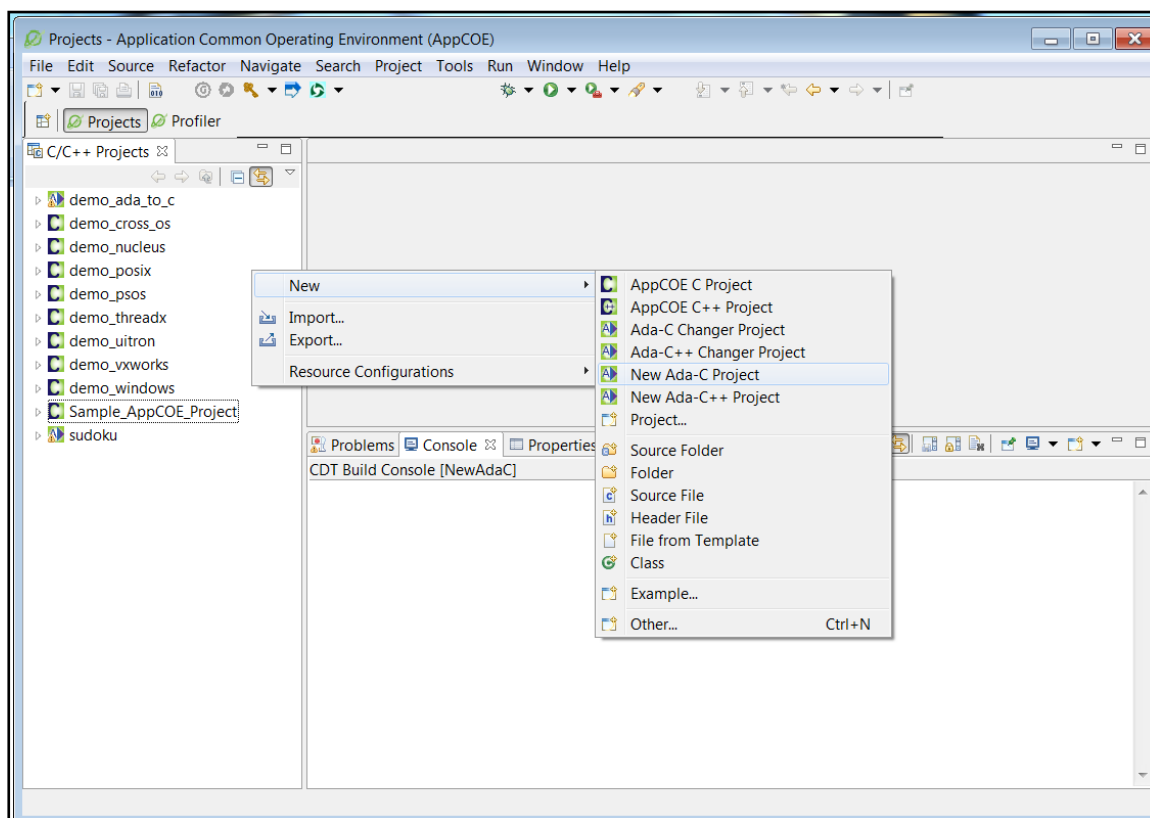 Projects - Application Common Operating Environment (AppCOE)
File Edit Source Refactor Navigate Search Project Tools Run Window Help
Projects Profiler
C/C++ Projects
demo_ada_to_c
demo_cross_os
demo_nucleus
demo_posix
demo_psos
demo_threadx
demo_uitron
demo_vxworks
demo_windows
Sample_AppCOE_Project
sudoku
New
Import...
Export...
Resource Configurations
AppCOE C Project
AppCOE C++ Project
Ada-C Changer Project
Ada-C++ Changer Project
New Ada-C Project
New Ada-C++ Project
Project...
Source Folder
Folder
Source File
Header File
File from Template
Class
Example...
Other... Ctrl+N
Problems Console Properties
CDT Build Console [NewAdaC]